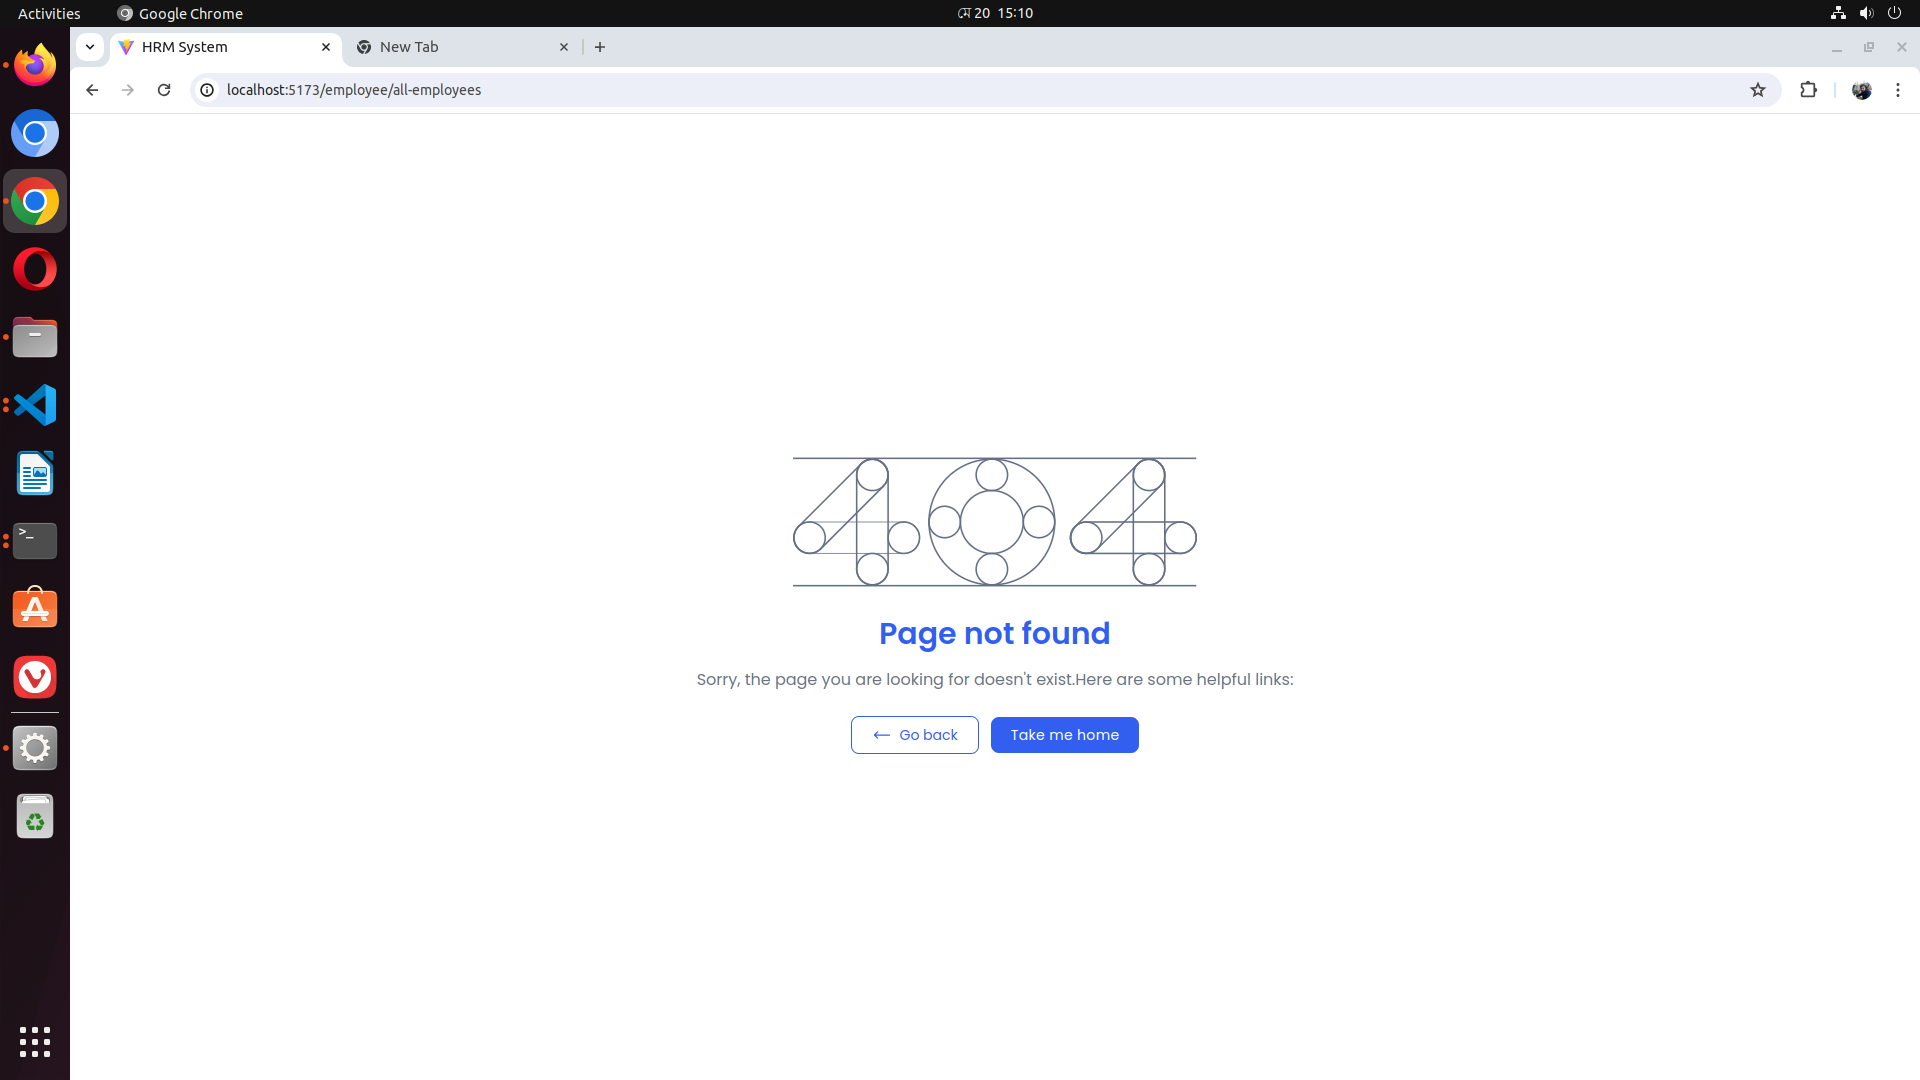 Activities
Google Chrome
মে 20 15:10
HRM System
New Tab
localhost:5173/employee/all-employees
404
Page not found
Sorry, the page you are looking for doesn't exist.Here are some helpful links:
Go back
Take me home